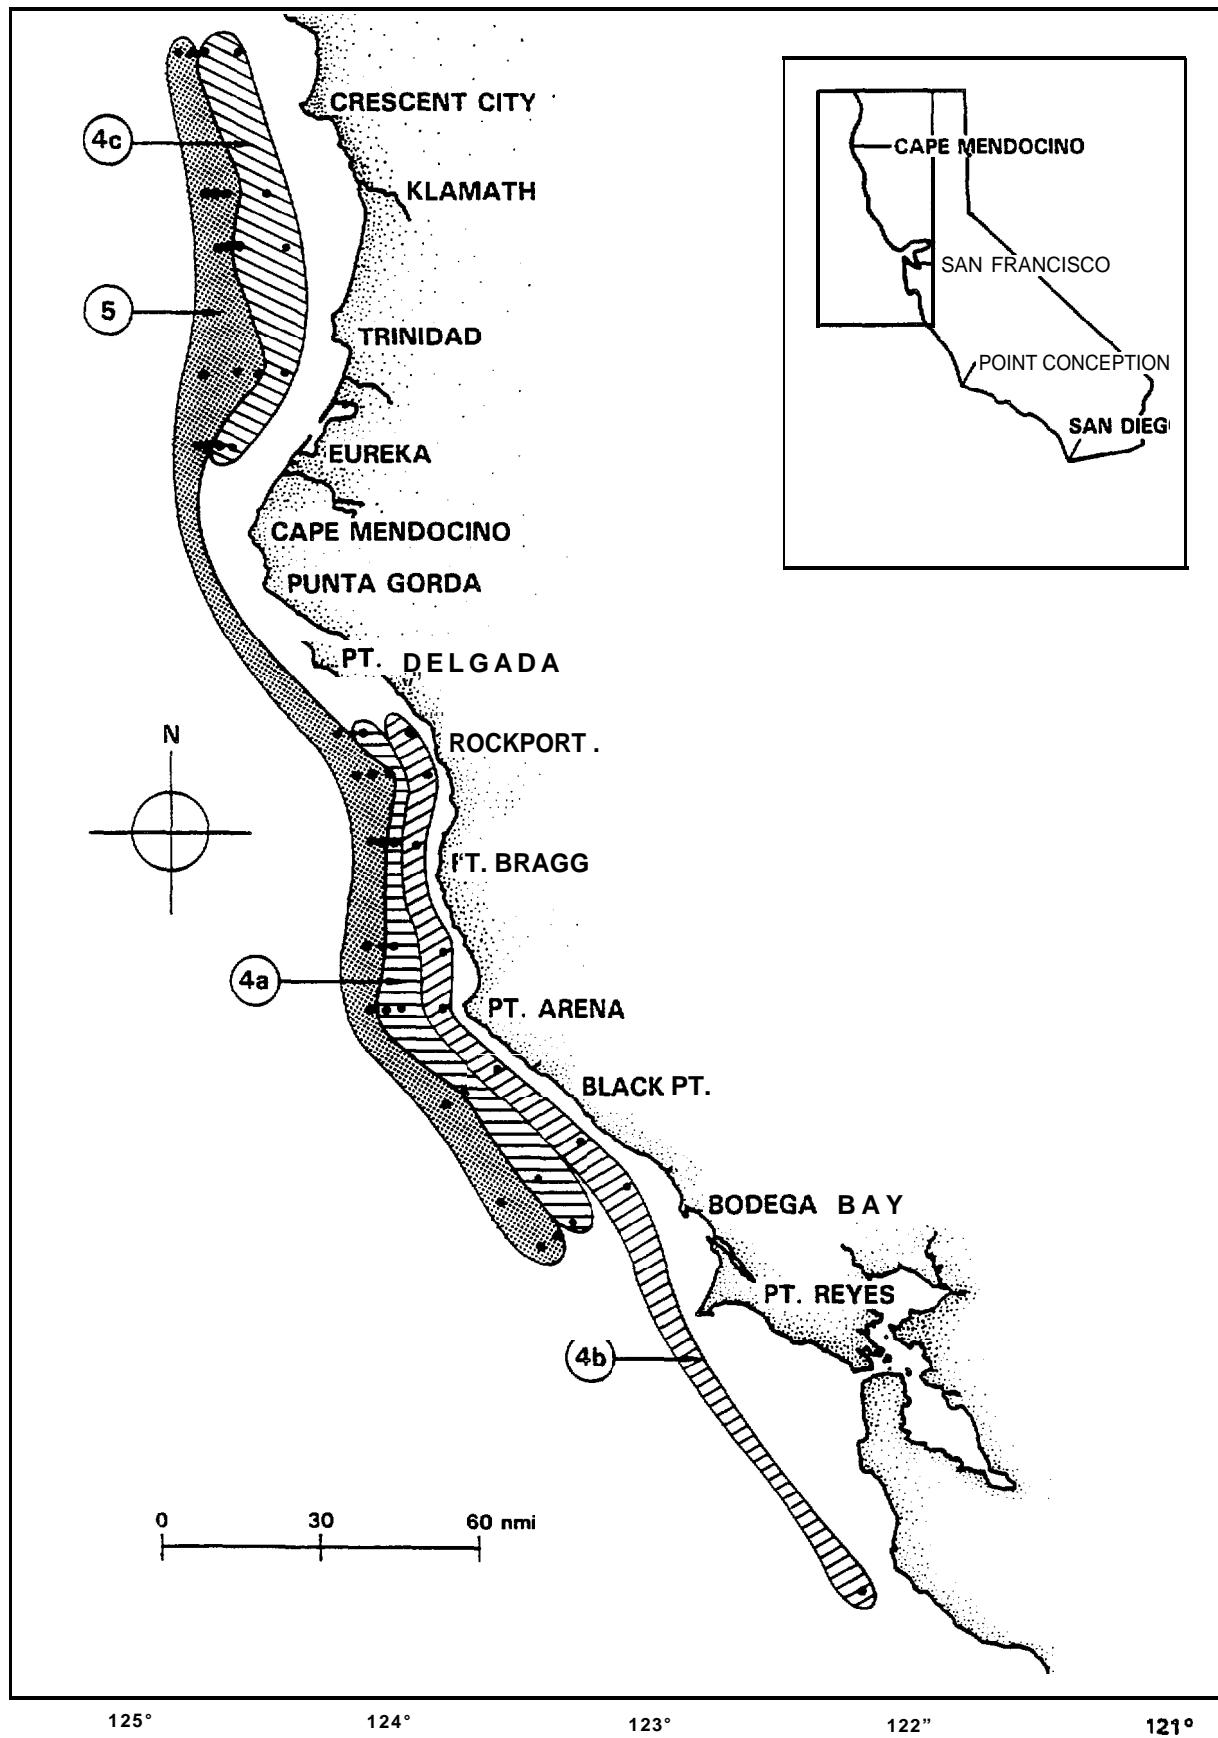 CRESCENT CITY
4c
KLAMATH
5
TRINIDAD
EUREKA
CAPE MENDOCINO
PUNTA GORDA
PT. DELGADA
N
ROCKPORT .
FT. BRAGG
4a
PT. ARENA
BLACK PT.
BODEGA BAY
PT. REYES
4b
0 30 60 nmi
CAPE MENDOCINO
SAN FRANCISCO
POINT CONCEPTION
SAN DIEG
125° 124° 123° 122" 121°